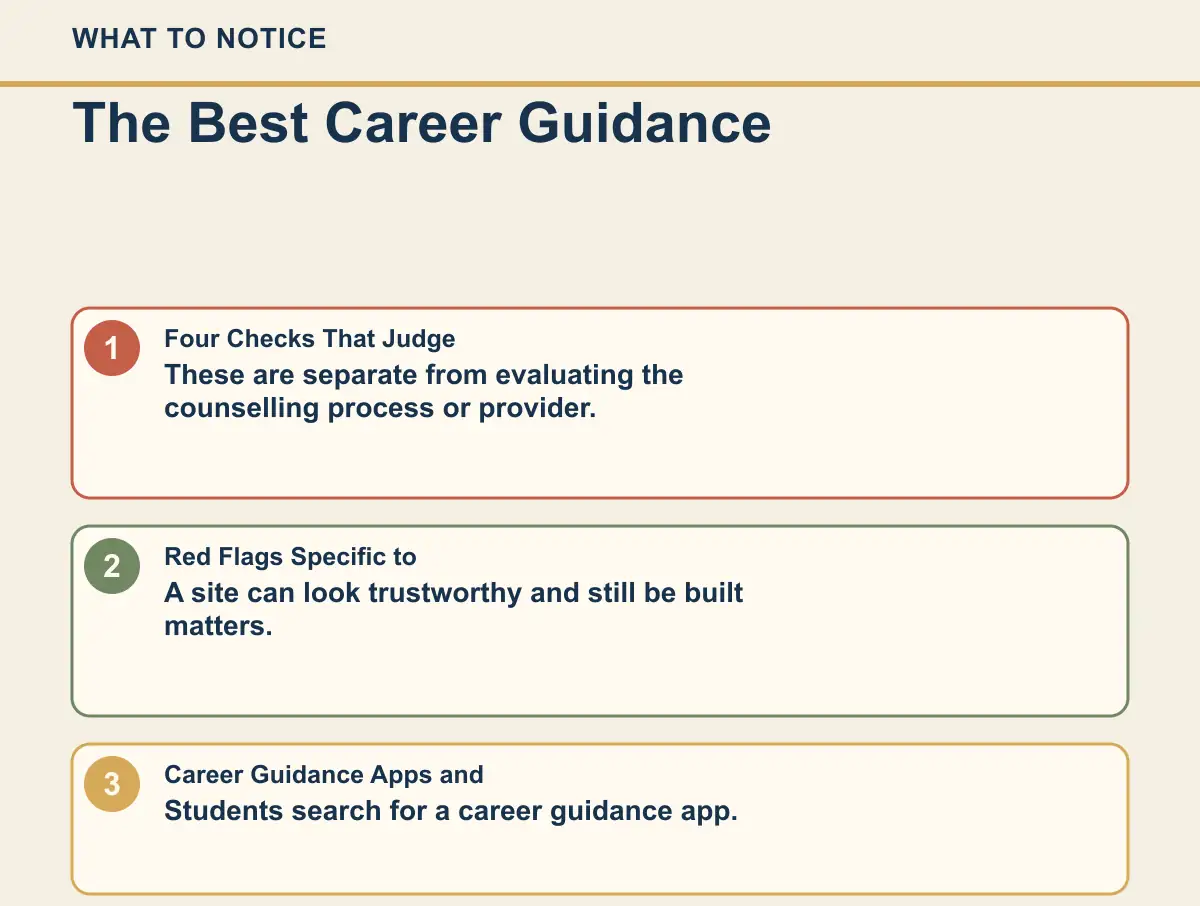 WHAT TO NOTICE
The Best Career Guidance
1
Four Checks That Judge
These are separate from evaluating the
counselling process or provider.
2
Red Flags Specific to
A site can look trustworthy and still be built
matters.
3
Career Guidance Apps and
Students search for a career guidance app.